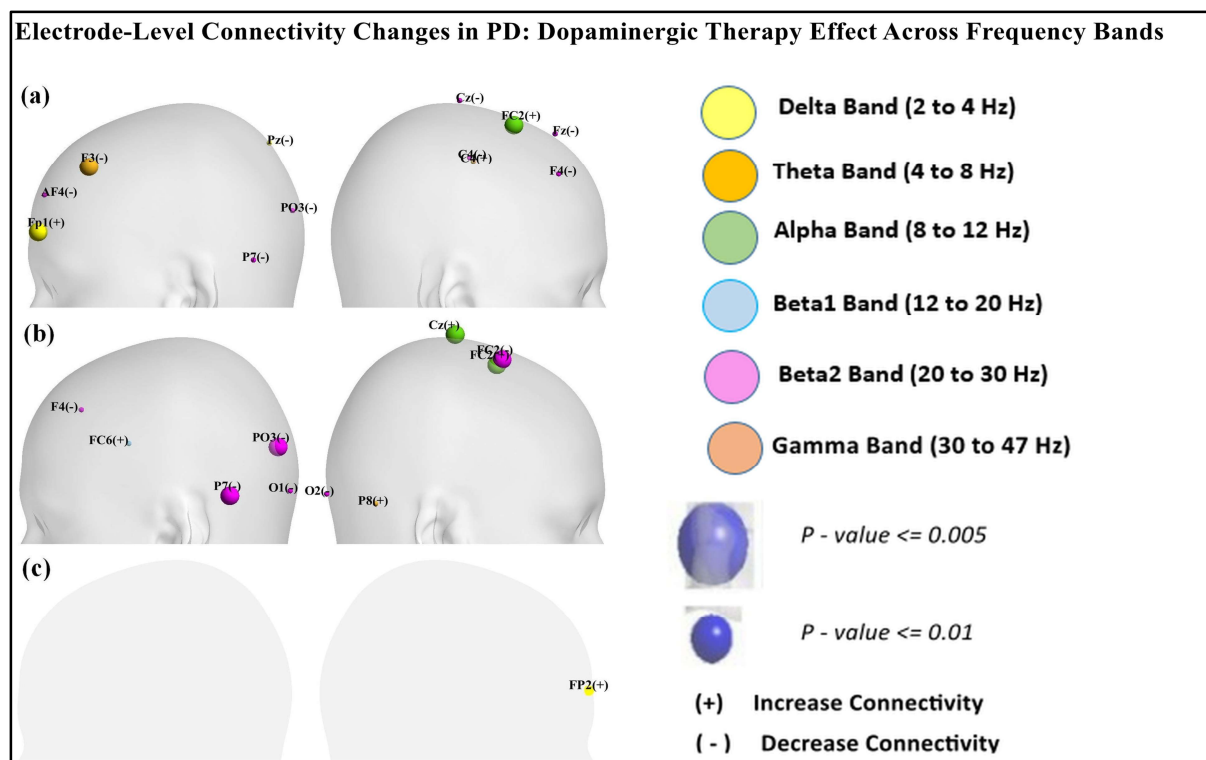 Electrode-Level Connectivity Changes in PD: Dopaminergic Therapy Effect Across Frequency Bands
(a)
F3(-)
AF4(-)
Fp1(+)
Pz(-)
PO3(-)
P7(-)
Cz(-)
FC2(+)
Fz(-)
C4(-)
F4(-)
(b)
F4(-)
FC6(+)
PO3(-)
P7(-)
O1(-)
Cz(+)
FC2(-)
FC2(+)
O2(-)
P8(+)
(c)
FP2(+)
Delta Band (2 to 4 Hz)
Theta Band (4 to 8 Hz)
Alpha Band (8 to 12 Hz)
Beta1 Band (12 to 20 Hz)
Beta2 Band (20 to 30 Hz)
Gamma Band (30 to 47 Hz)
P - value <= 0.005
P - value <= 0.01
(+) Increase Connectivity
( - ) Decrease Connectivity